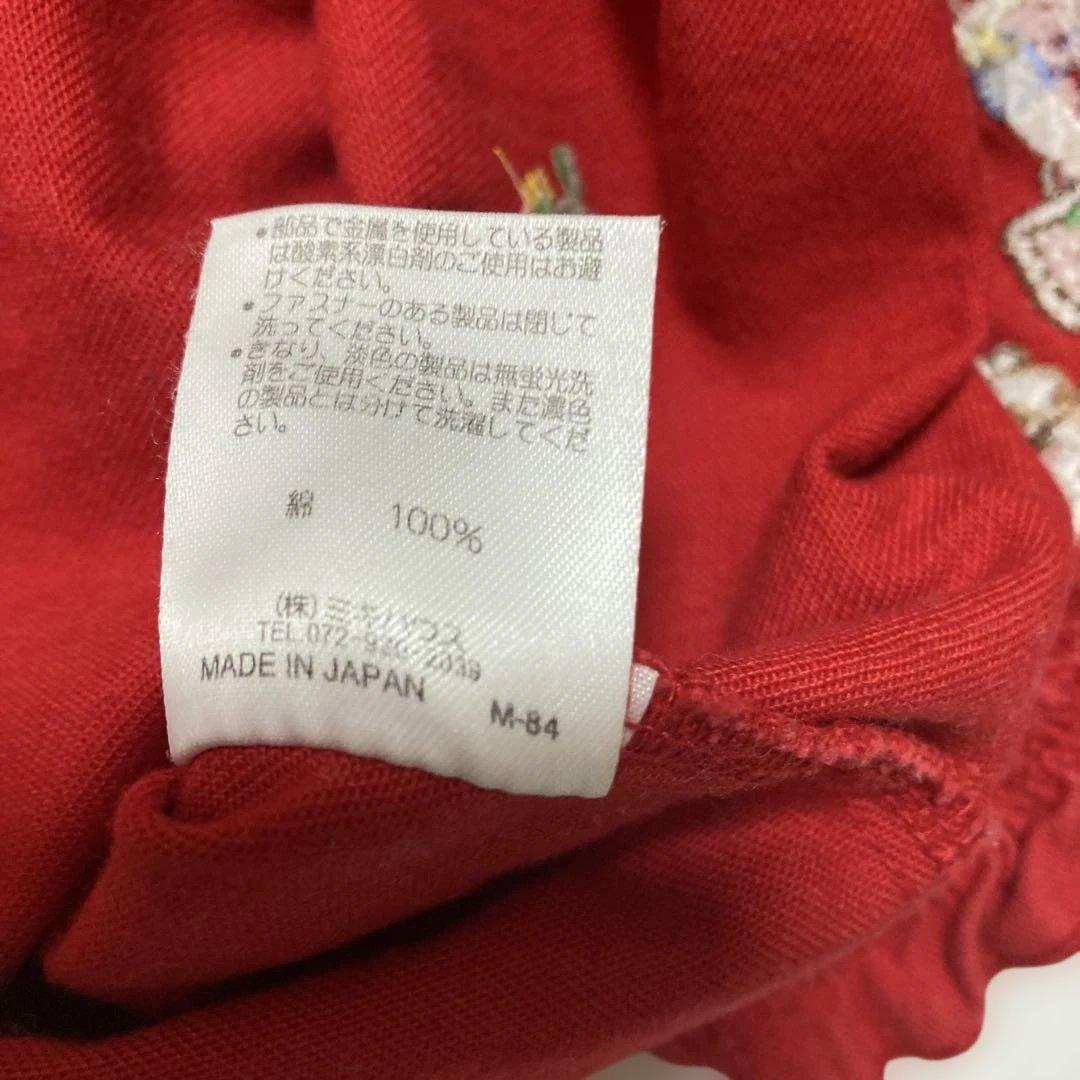 ・部品で金属を使用している製品
は酸素系漂白剤のご使用はお避
けください。
・ファスナーのある製品は閉じて
洗ってください。
・きなり、淡色の製品は無蛍光洗
剤をご使用ください。また濃色
の製品とは分けて洗濯してくだ
さい。
綿 100%
(株)ミキハウス
TEL.072-920-2039
MADE IN JAPAN
M-84